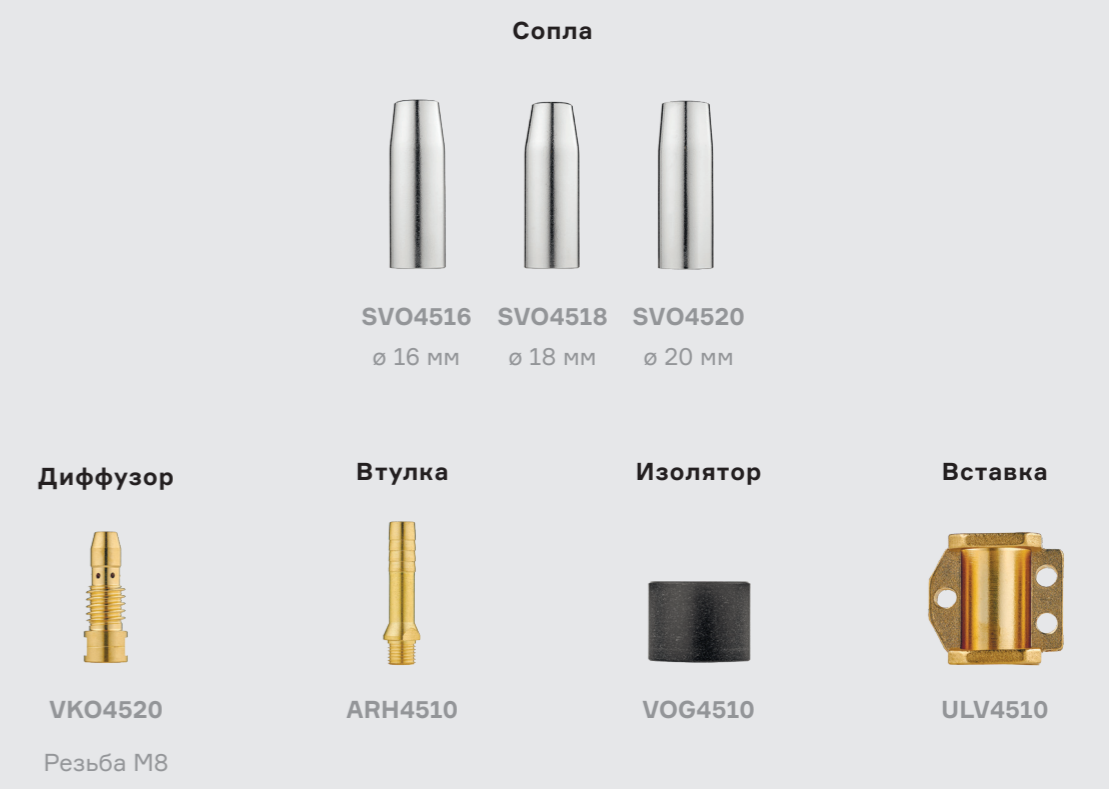 Сопла
SVO4516 SVO4518 SVO4520
ø 16 мм ø 18 мм ø 20 мм
Диффузор Втулка Изолятор Вставка
VKO4520 ARH4510 VOG4510 ULV4510
Резьба М8